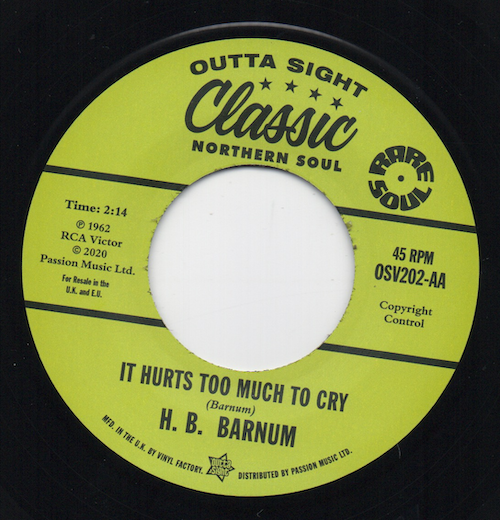 OUTTA SIGHT
Classic
NORTHERN SOUL
RARE
SOUL
Time: 2:14
℗ 1962
RCA Victor
© 2020
Passion Music Ltd.
For Resale in the
U.K. and E.U.
45 RPM
OSV202-AA
Copyright
Control
IT HURTS TOO MUCH TO CRY
(Barnum)
H. B. BARNUM
MFD. IN THE U.K. BY VINYL FACTORY.
OUTTA
SIGHT
DISTRIBUTED BY PASSION MUSIC LTD.